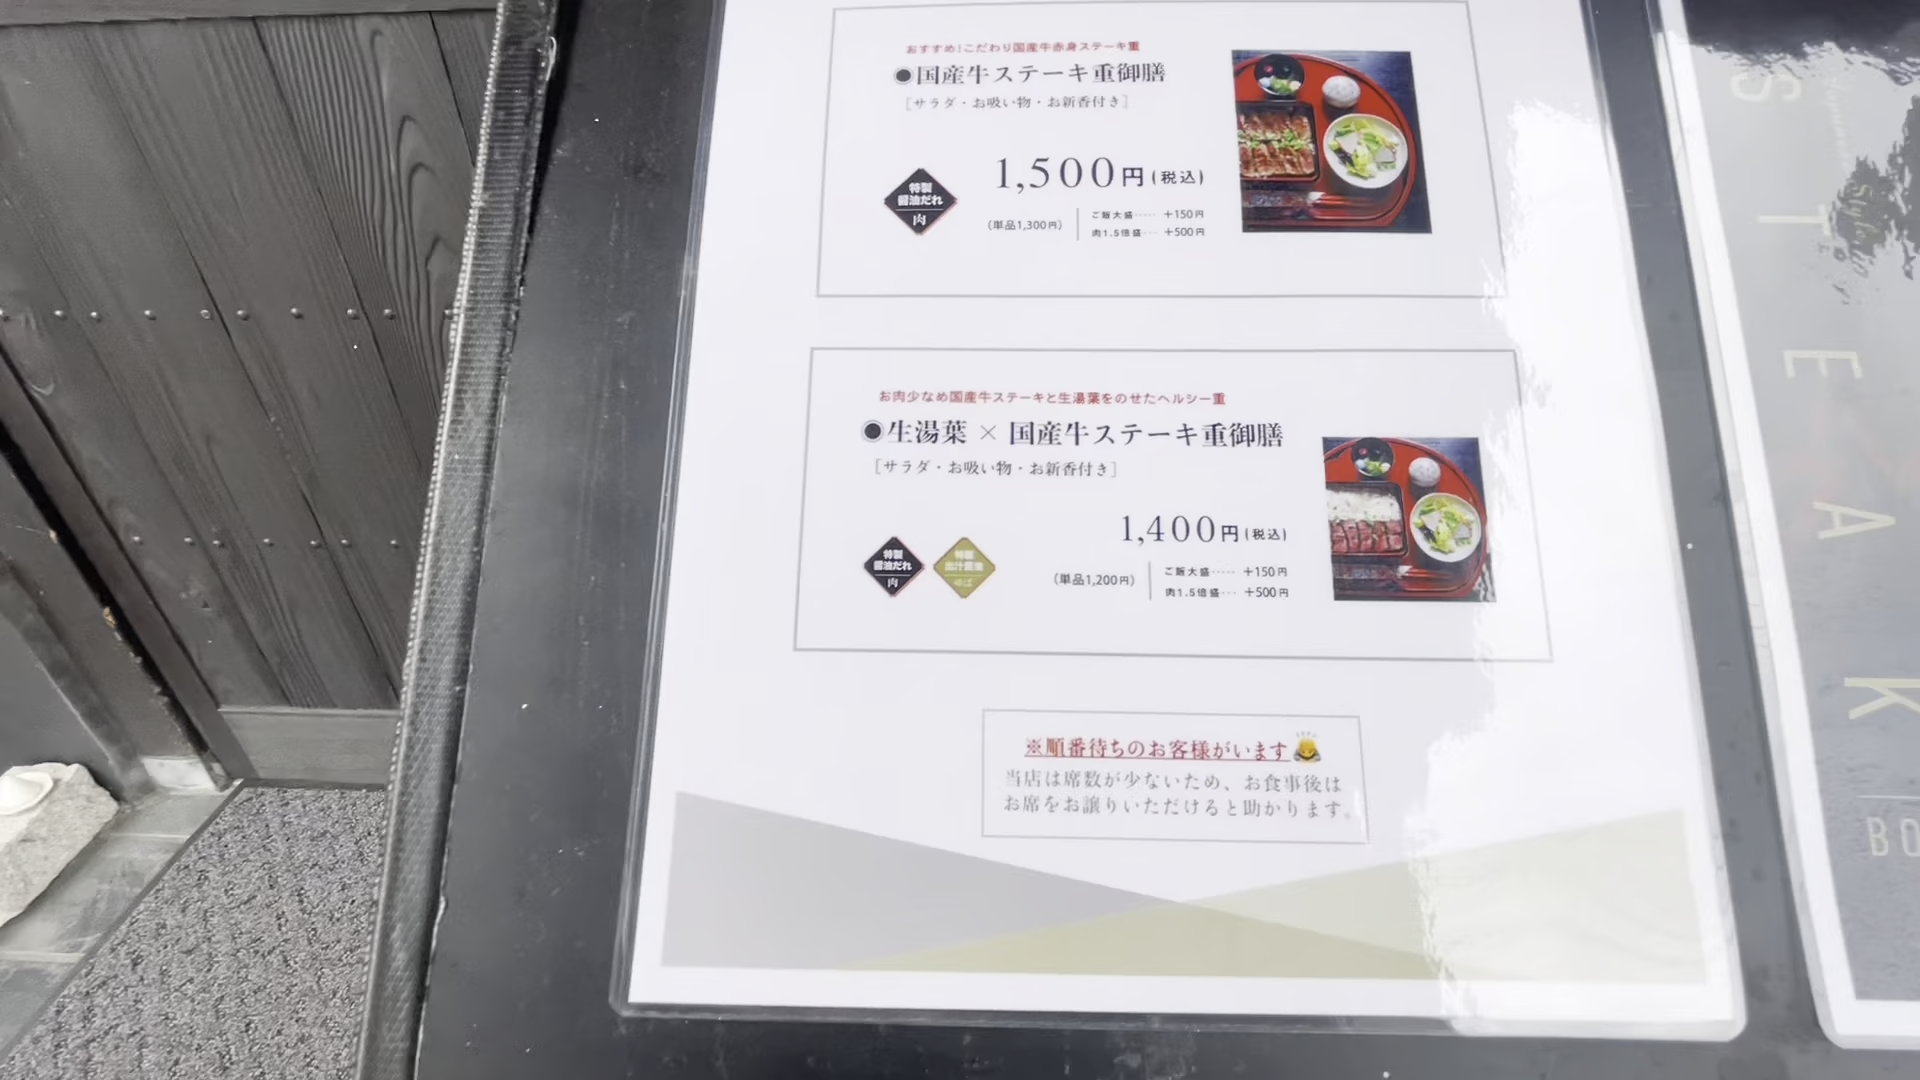 おすすめ!こだわり国産牛赤身ステーキ重
●国産牛ステーキ重御膳
[サラダ・お吸い物・お新香付き]
特製
醤油だれ
肉
1,500円(税込)
(単品1,300円)
ご飯大盛····· +150円
肉1.5倍盛··· +500円
お肉少なめ国産牛ステーキと生湯葉をのせたヘルシー重
●生湯葉 × 国産牛ステーキ重御膳
[サラダ・お吸い物・お新香付き]
特製
醤油だれ
肉
特製
出汁醤油
ゆば
1,400円(税込)
(単品1,200円)
ご飯大盛····· +150円
肉1.5倍盛··· +500円
※順番待ちのお客様がいます
当店は席数が少ないため、お食事後は
お席をお譲りいただけると助かります。
STEAK
BO